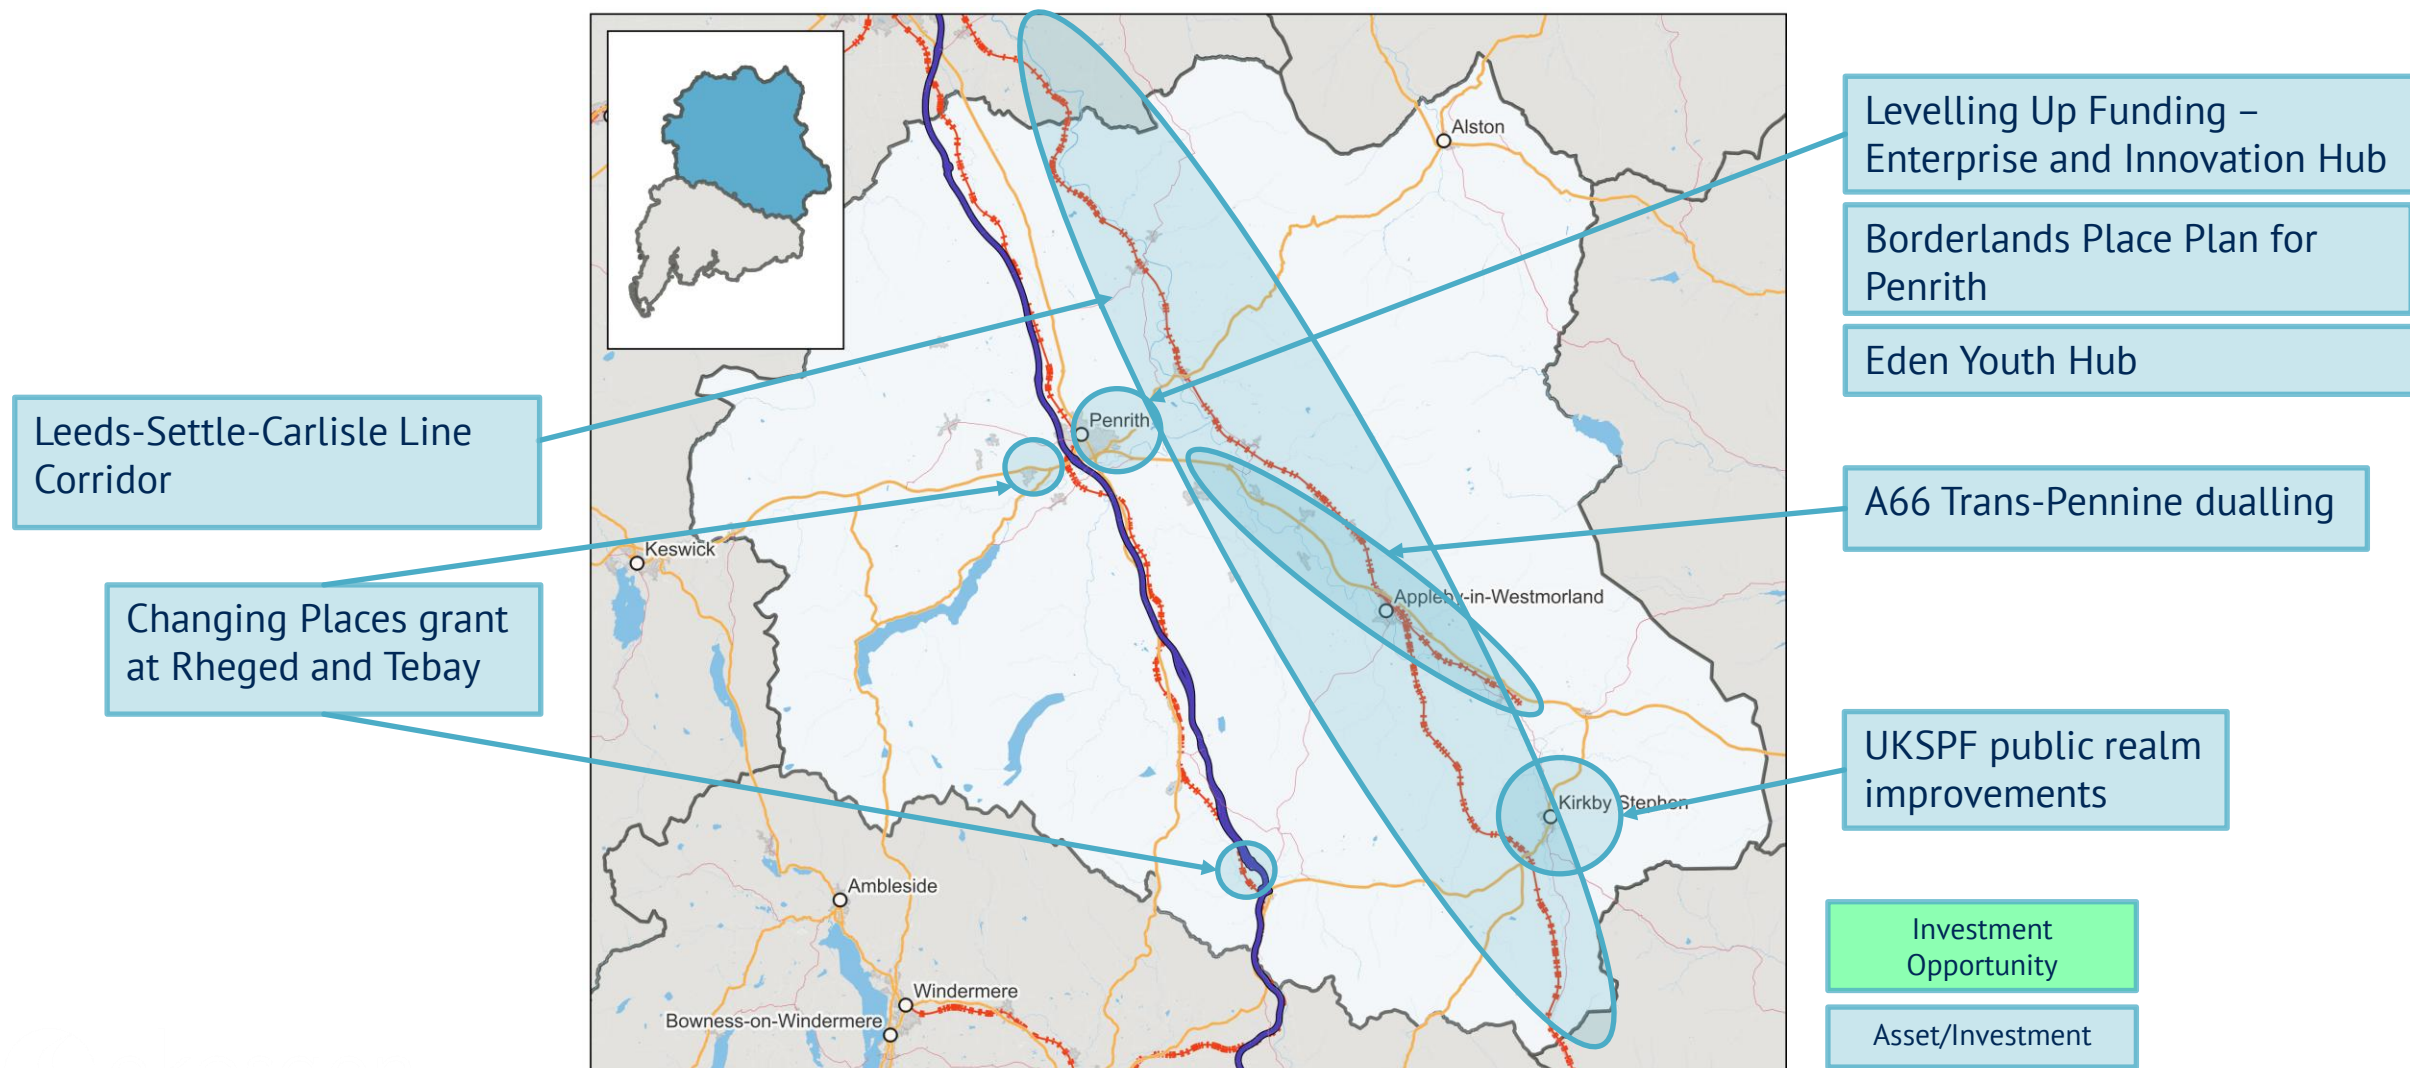 Alston
Penrith
Keswick
Appleby-in-Westmorland
Kirkby Stephen
Ambleside
Windermere
Bowness-on-Windermere
Leeds-Settle-Carlisle Line
Corridor
Changing Places grant
at Rheged and Tebay
Levelling Up Funding –
Enterprise and Innovation Hub
Borderlands Place Plan for
Penrith
Eden Youth Hub
A66 Trans-Pennine dualling
UKSPF public realm
improvements
Investment
Opportunity
Asset/Investment